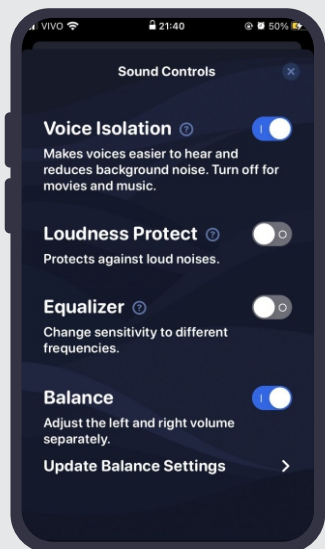 VIVO 21:40 50%
Sound Controls
Voice Isolation
Makes voices easier to hear and
reduces background noise. Turn off for
movies and music.
Loudness Protect
Protects against loud noises.
Equalizer
Change sensitivity to different
frequencies.
Balance
Adjust the left and right volume
separately.
Update Balance Settings